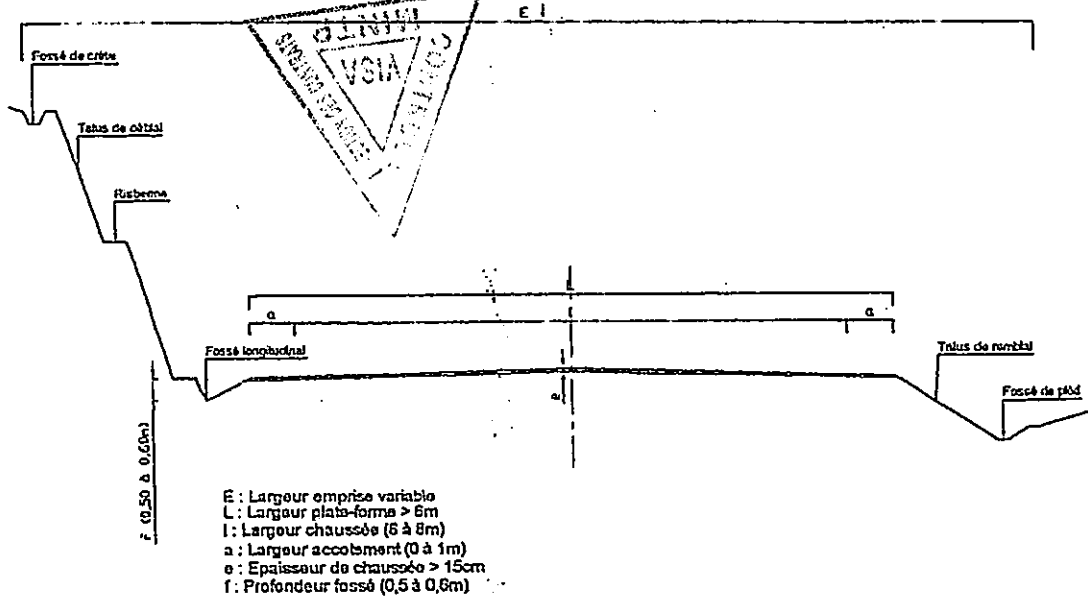 E
Fossé de crête
Talus de déblai
Risberme
MINTP
VISA
L
a
a
Fossé longitudinal
Talus de remblai
Fossé de pied
e
f (0,50 à 0,60m)
E : Largeur emprise variable
L : Largeur plate-forme > 6m
l : Largeur chaussée (6 à 8m)
a : Largeur accotement (0 à 1m)
e : Epaisseur de chaussée > 15cm
f : Profondeur fossé (0,5 à 0,6m)